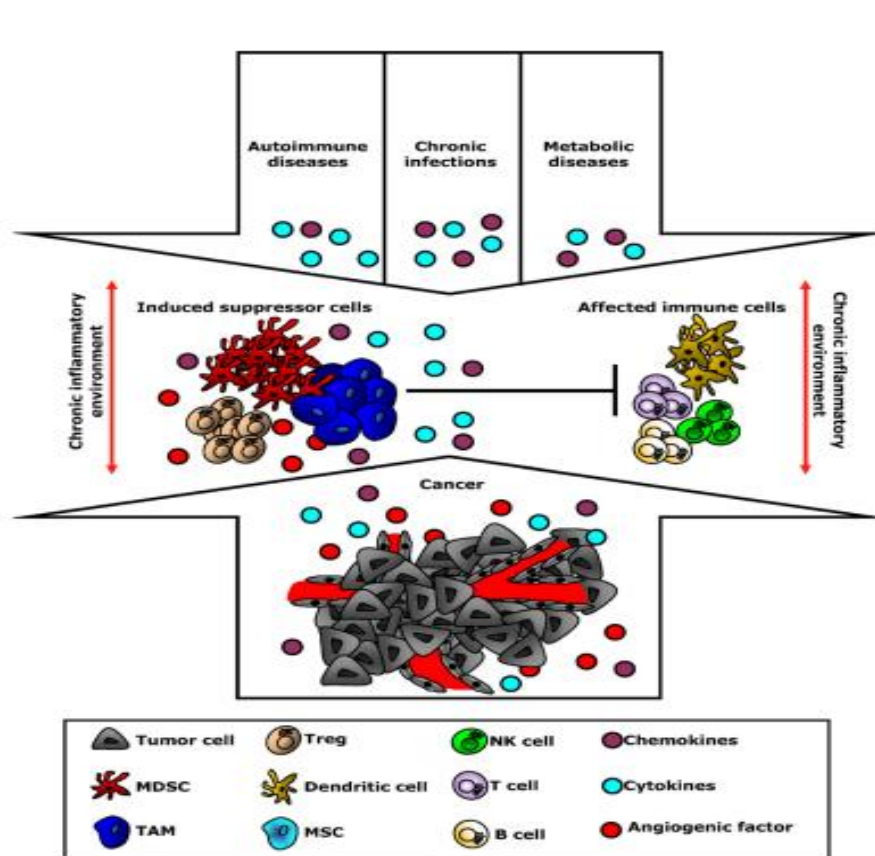 Autoimmune
diseases
Chronic
infections
Metabolic
diseases
Induced suppressor cells
Affected immune cells
Chronic inflammatory
environment
Chronic inflammatory
environment
Cancer
Tumor cell
Treg
NK cell
Chemokines
MDSC
Dendritic cell
T cell
Cytokines
TAM
MSC
B cell
Angiogenic factor